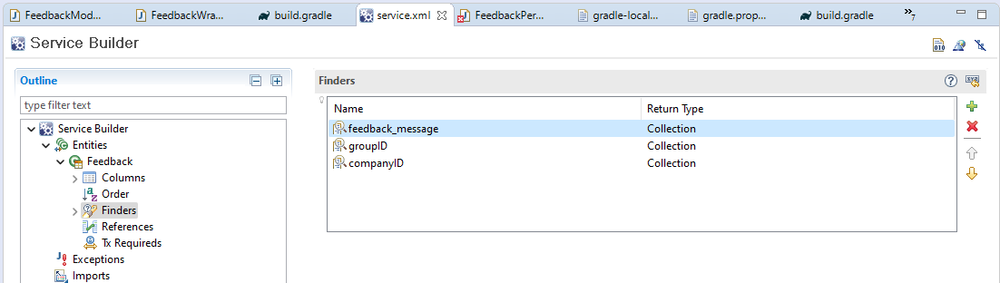 FeedbackMod... FeedbackWra... build.gradle service.xml FeedbackPer... gradle-local... gradle.prop... build.gradle »7
Service Builder
Outline
Finders
type filter text
Name Return Type
Service Builder
feedback_message Collection
Entities
groupID Collection
Feedback
companyID Collection
Columns
Order
Finders
References
Tx Requireds
Exceptions
Imports